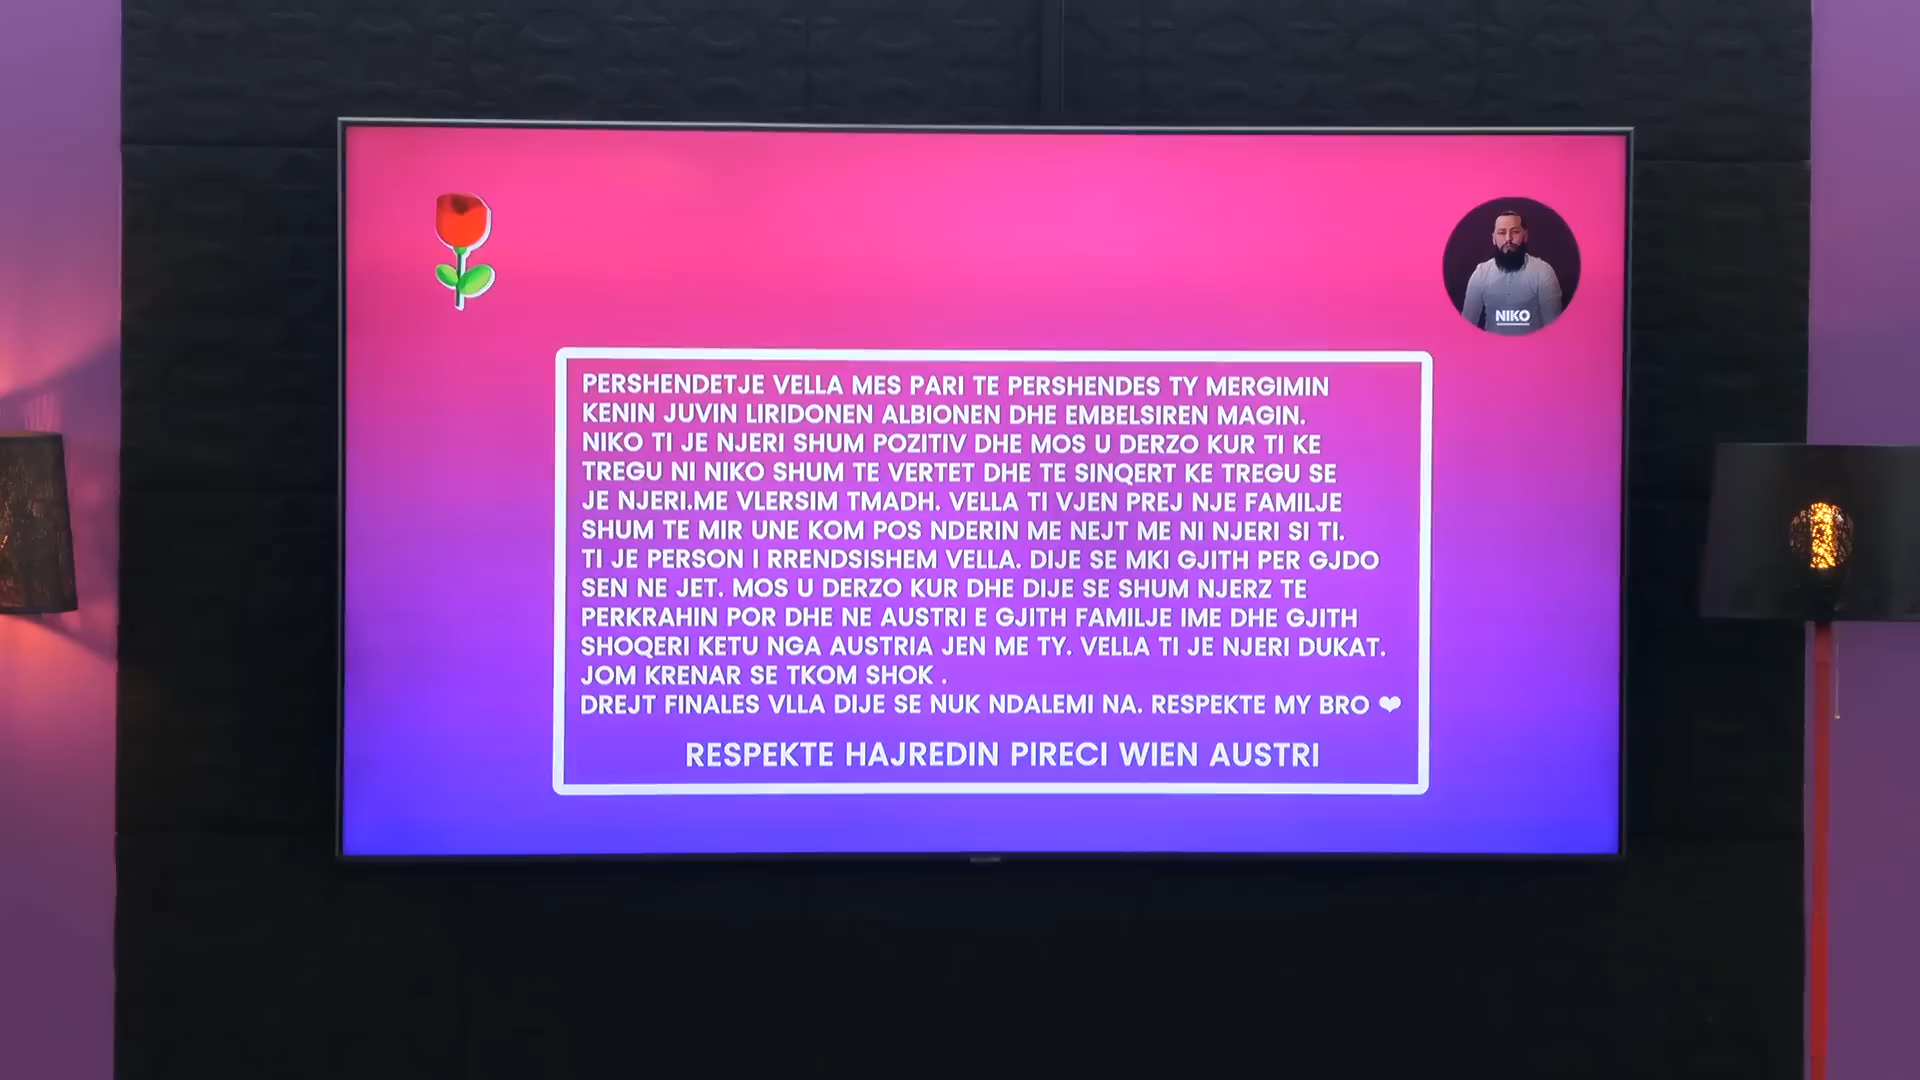 NIKO
PERSHENDETJE VELLA MES PARI TE PERSHENDES TY MERGIMIN
KENIN JUVIN LIRIDONEN ALBIONEN DHE EMBELSIREN MAGIN.
NIKO TI JE NJERI SHUM POZITIV DHE MOS U DERZO KUR TI KE
TREGU NI NIKO SHUM TE VERTET DHE TE SINQERT KE TREGU SE
JE NJERI.ME VLERSIM TMADH. VELLA TI VJEN PREJ NJE FAMILJE
SHUM TE MIR UNE KOM POS NDERIN ME NEJT ME NI NJERI SI TI.
TI JE PERSON I RRENDSISHEM VELLA. DIJE SE MKI GJITH PER GJDO
SEN NE JET. MOS U DERZO KUR DHE DIJE SE SHUM NJERZ TE
PERKRAHIN POR DHE NE AUSTRI E GJITH FAMILJE IME DHE GJITH
SHOQERI KETU NGA AUSTRIA JEN ME TY. VELLA TI JE NJERI DUKAT.
JOM KRENAR SE TKOM SHOK .
DREJT FINALES VLLA DIJE SE NUK NDALEMI NA. RESPEKTE MY BRO ❤
RESPEKTE HAJREDIN PIRECI WIEN AUSTRI